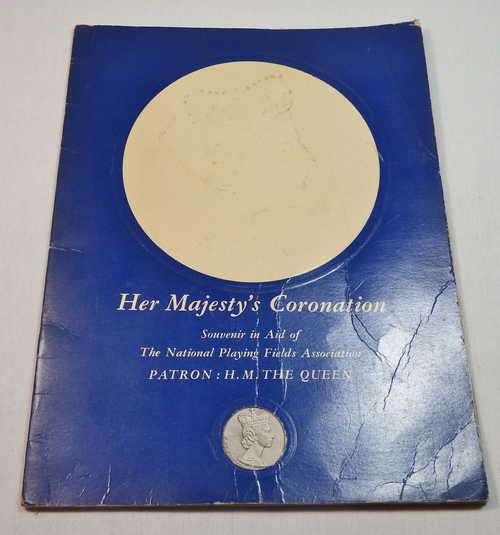 Her Majesty's Coronation
Souvenir in Aid of
The National Playing Fields Association
PATRON : H.M. THE QUEEN